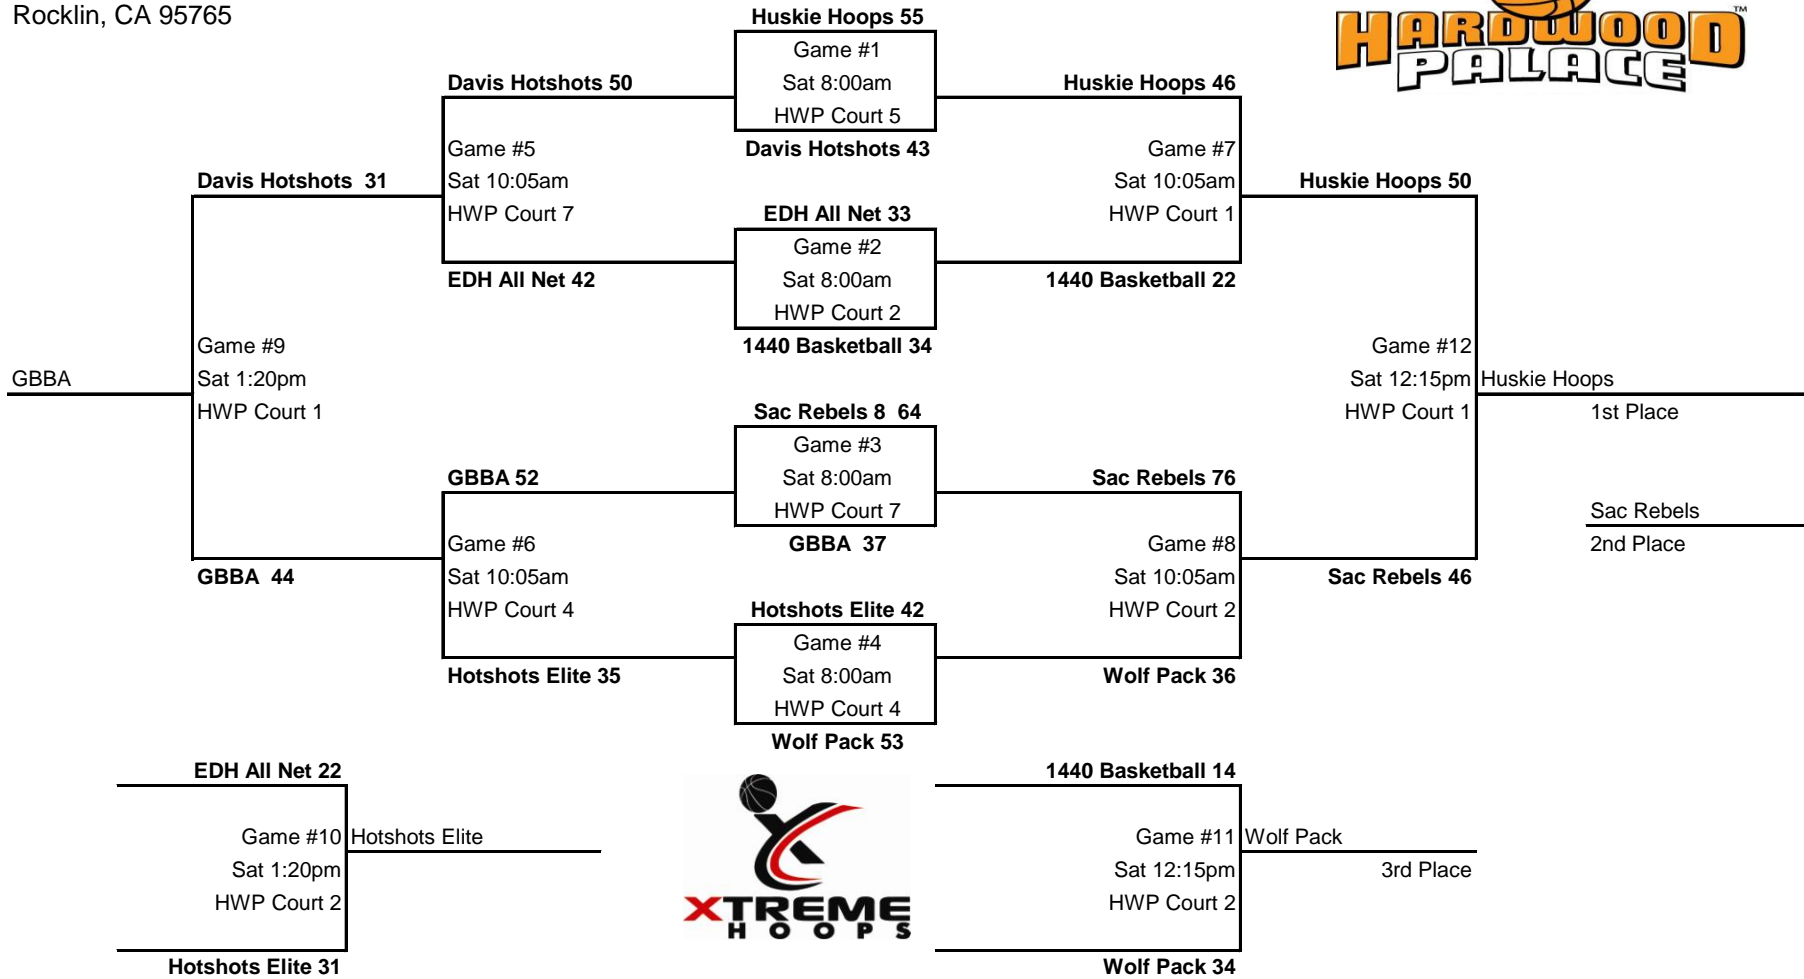 Rocklin, CA 95765
Huskie Hoops 55
HARDWOOD
PALACE
TM
Game #1
Davis Hotshots 50
Sat 8:00am
Huskie Hoops 46
HWP Court 5
Game #5
Davis Hotshots 43
Game #7
Davis Hotshots  31
Sat 10:05am
Sat 10:05am
Huskie Hoops 50
HWP Court 7
EDH All Net 33
HWP Court 1
Game #2
EDH All Net 42
Sat 8:00am
1440 Basketball 22
HWP Court 2
Game #9
1440 Basketball 34
Game #12
GBBA
Sat 1:20pm
Sat 12:15pm
Huskie Hoops
HWP Court 1
Sac Rebels 8  64
HWP Court 1
1st Place
Game #3
GBBA 52
Sat 8:00am
Sac Rebels 76
HWP Court 7
Sac Rebels
Game #6
GBBA  37
Game #8
2nd Place
GBBA  44
Sat 10:05am
Sat 10:05am
Sac Rebels 46
HWP Court 4
Hotshots Elite 42
HWP Court 2
Game #4
Hotshots Elite 35
Sat 8:00am
Wolf Pack 36
HWP Court 4
Wolf Pack 53
EDH All Net 22
1440 Basketball 14
Game #10
Hotshots Elite
Game #11
Wolf Pack
Sat 1:20pm
Sat 12:15pm
3rd Place
HWP Court 2
XTREME
HOOPS
HWP Court 2
Hotshots Elite 31
Wolf Pack 34